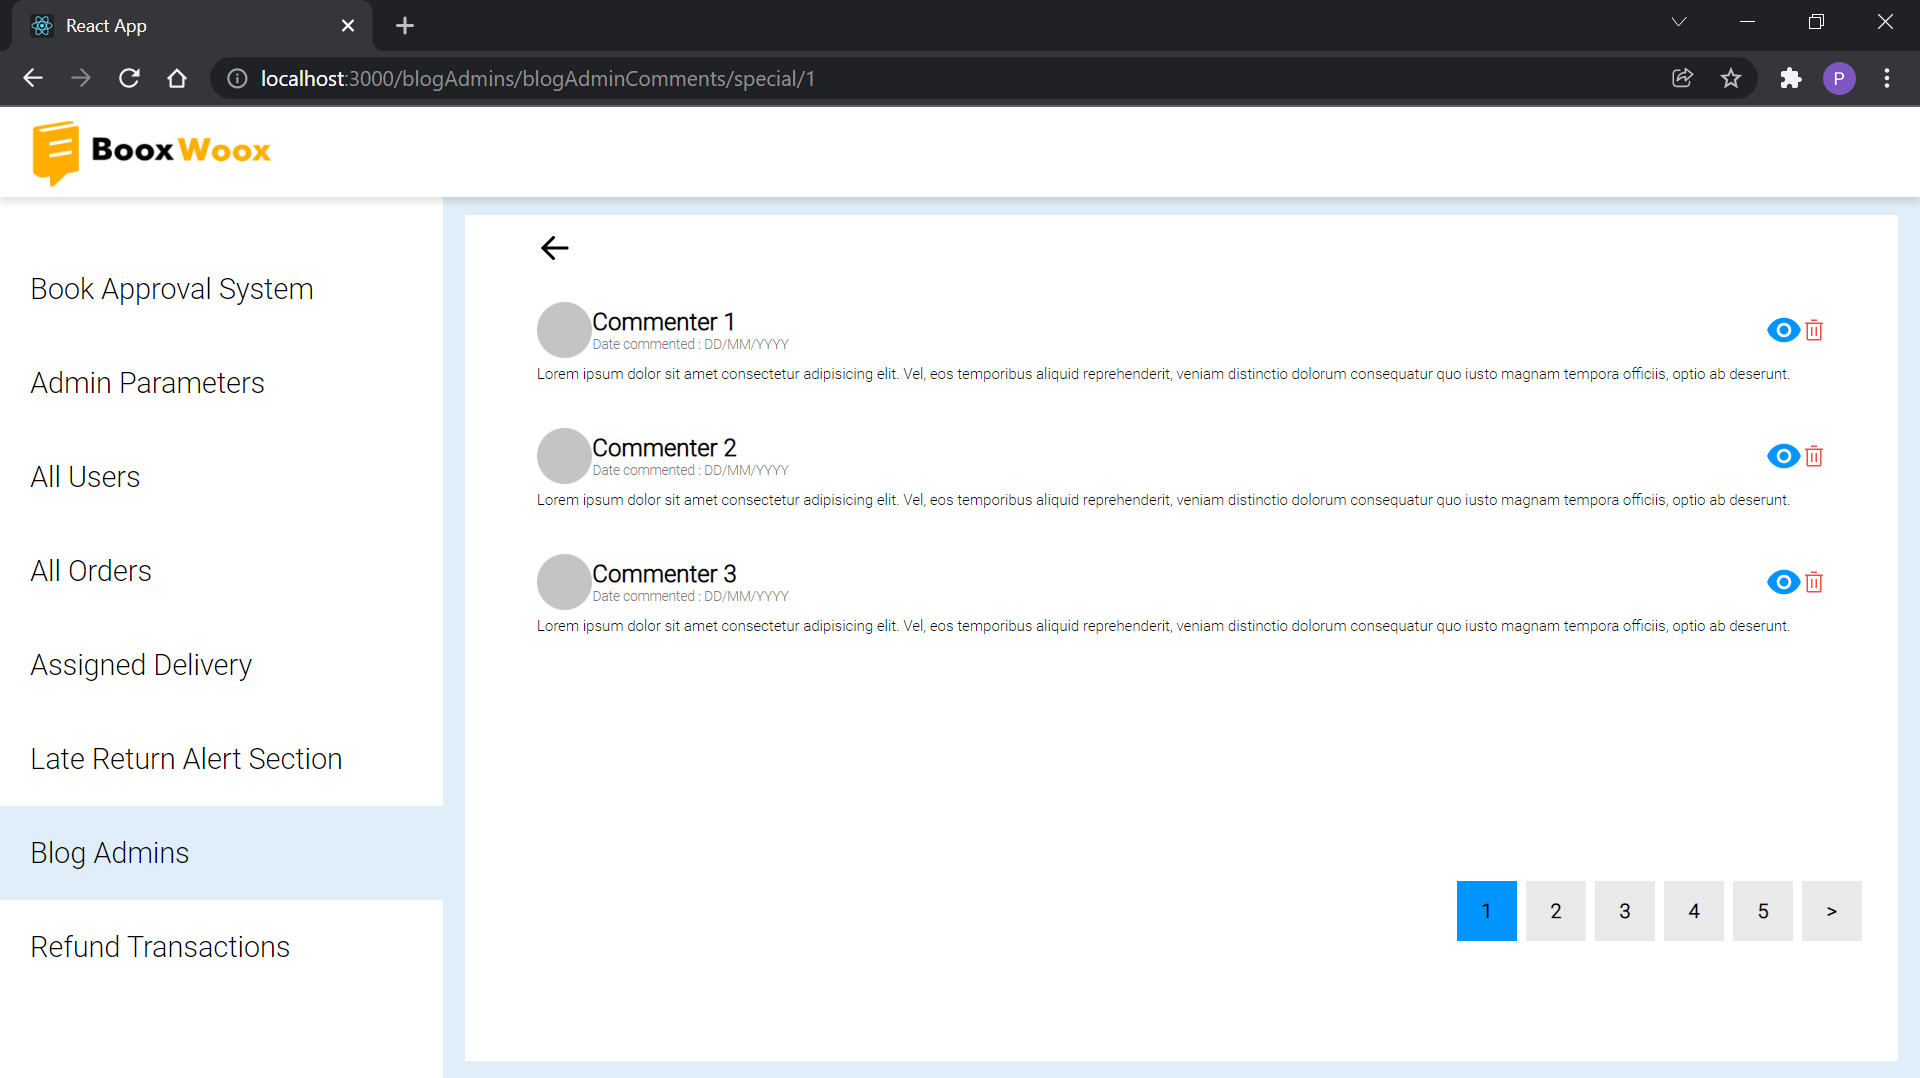 React App
localhost:3000/blogAdmins/blogAdminComments/special/1
P
BooxWoox
Book Approval System
Admin Parameters
All Users
All Orders
Assigned Delivery
Late Return Alert Section
Blog Admins
Refund Transactions
Commenter 1
Date commented : DD/MM/YYYY
Lorem ipsum dolor sit amet consectetur adipisicing elit. Vel, eos temporibus aliquid reprehenderit, veniam distinctio dolorum consequatur quo iusto magnam tempora officiis, optio ab deserunt.
Commenter 2
Date commented : DD/MM/YYYY
Lorem ipsum dolor sit amet consectetur adipisicing elit. Vel, eos temporibus aliquid reprehenderit, veniam distinctio dolorum consequatur quo iusto magnam tempora officiis, optio ab deserunt.
Commenter 3
Date commented : DD/MM/YYYY
Lorem ipsum dolor sit amet consectetur adipisicing elit. Vel, eos temporibus aliquid reprehenderit, veniam distinctio dolorum consequatur quo iusto magnam tempora officiis, optio ab deserunt.
1 2 3 4 5 >